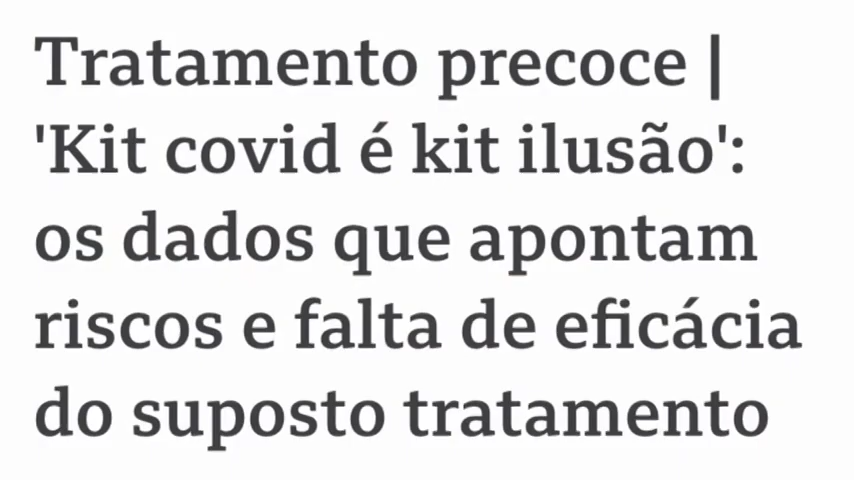 Tratamento precoce |
'Kit covid é kit ilusão':
os dados que apontam
riscos e falta de eficácia
do suposto tratamento